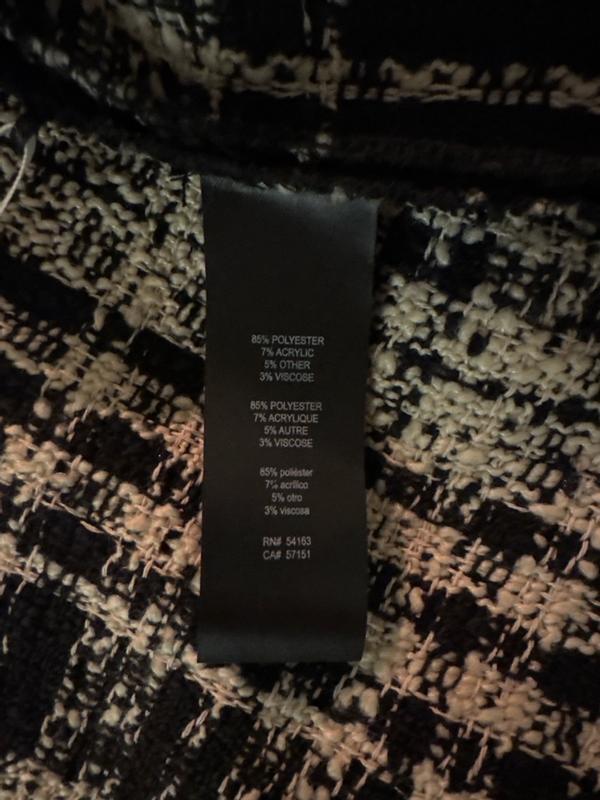 85% POLYESTER
7% ACRYLIC
5% OTHER
3% VISCOSE
85% POLYESTER
7% ACRYLIQUE
5% AUTRE
3% VISCOSE
85% poliéster
7% acrílico
5% otro
3% viscosa
RN# 54163
CA# 57151